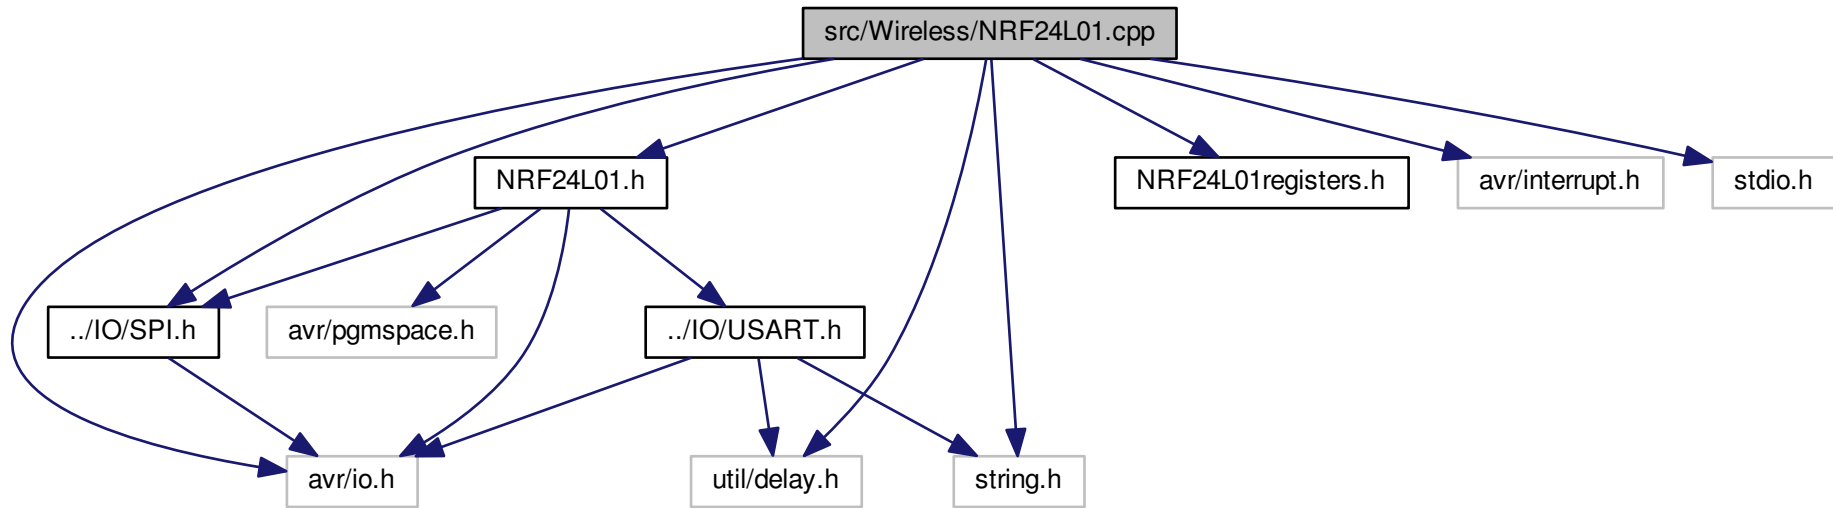 src/Wireless/NRF24L01.cpp
NRF24L01.h
NRF24L01registers.h
avr/interrupt.h
stdio.h
../IO/SPI.h
avr/pgmspace.h
../IO/USART.h
avr/io.h
util/delay.h
string.h